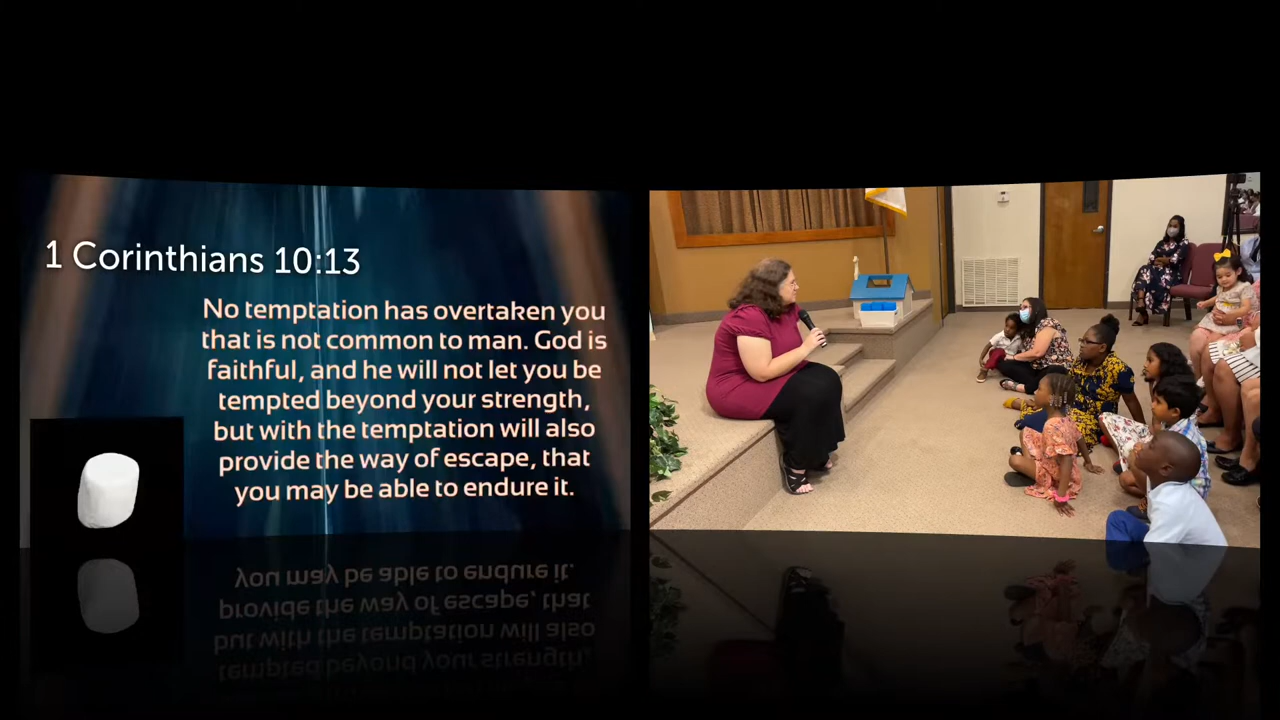 1 Corinthians 10:13
No temptation has overtaken you
that is not common to man. God is
faithful, and he will not let you be
tempted beyond your strength,
but with the temptation will also
provide the way of escape, that
you may be able to endure it.